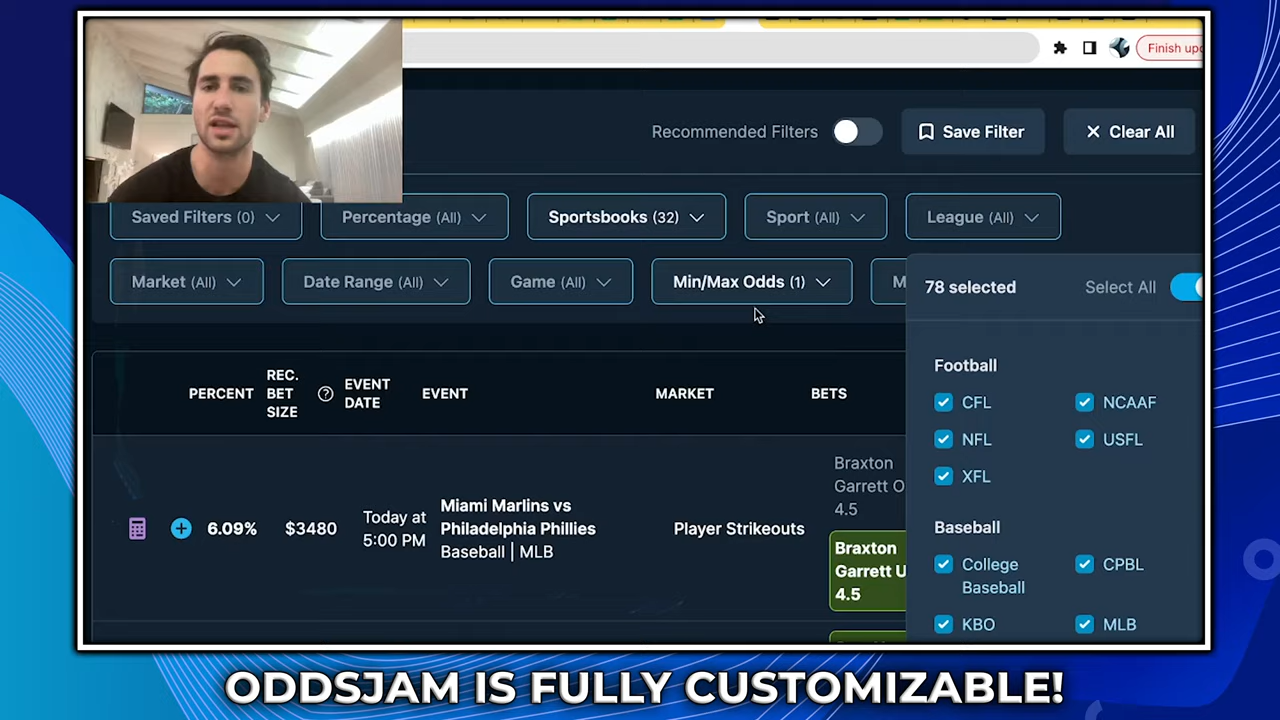 Finish
Recommended Filters
Save Filter
Clear All
Saved Filters (0)
Percentage (All)
Sportsbooks (32)
Sport (All)
League (All)
Market (All)
Date Range (All)
Game (All)
Min/Max Odds (1)
M
78 selected
Select All
PERCENT
REC.
BET
SIZE
?
EVENT
DATE
EVENT
MARKET
BETS
Football
CFL
NCAAF
NFL
USFL
XFL
Baseball
College
Baseball
CPBL
KBO
MLB
6.09%
$3480
Today at
5:00 PM
Miami Marlins vs
Philadelphia Phillies
Baseball | MLB
Player Strikeouts
Braxton
Garrett O
4.5
Braxton
Garrett U
4.5
ODDSJAM IS FULLY CUSTOMIZABLE!